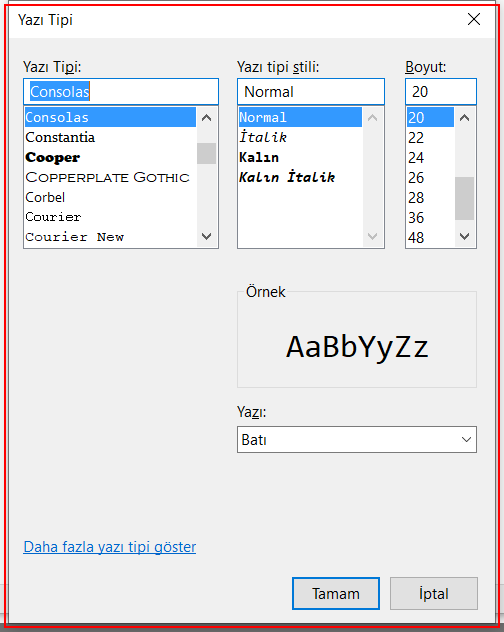 Yazı Tipi
Yazı Tipi:
Yazı tipi stili:
Boyut:
Consolas
Normal
20
Consolas
Constantia
Cooper
Copperplate Gothic
Corbel
Courier
Courier New
Normal
İtalik
Kalın
Kalın İtalik
20
22
24
26
28
36
48
Örnek
AaBbYyZz
Yazı:
Batı
Daha fazla yazı tipi göster
Tamam
İptal